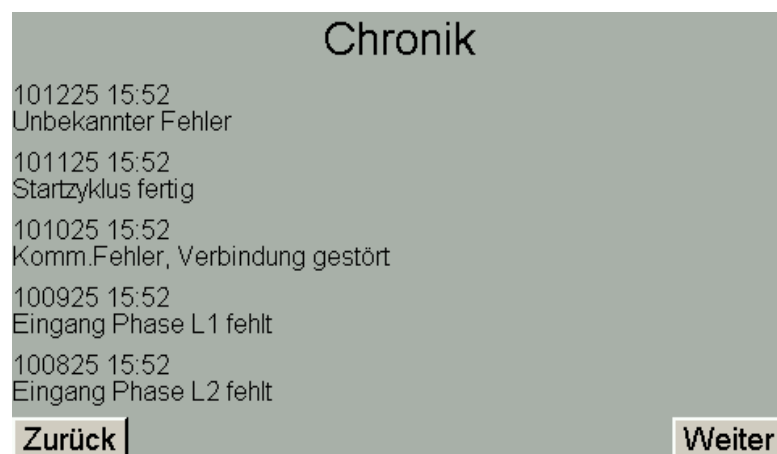 Chronik
101225 15:52
Unbekannter Fehler
101125 15:52
Startzyklus fertig
101025 15:52
Komm.Fehler, Verbindung gestört
100925 15:52
Eingang Phase L1 fehlt
100825 15:52
Eingang Phase L2 fehlt
Zurück
Weiter